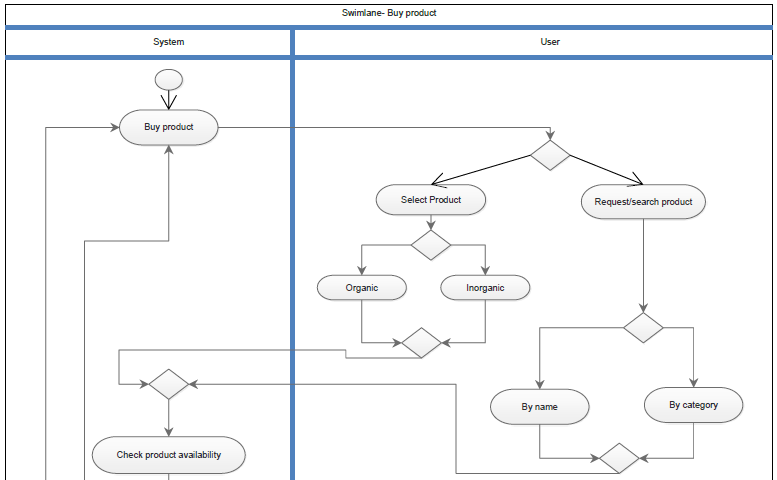 Swimlane- Buy product
System
User
Buy product
Select Product
Request/search product
Organic
Inorganic
By name
By category
Check product availability